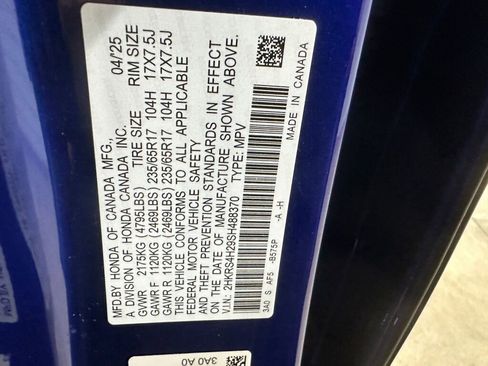 MFD.BY HONDA OF CANADA MFG., 04/25
A DIVISION OF HONDA CANADA INC.
GVWR 2175KG (4795LBS) TIRE SIZE RIM SIZE
GAWR F 1120KG (2469LBS) 235/65R17 104H 17X7.5J
GAWR R 1120KG (2469LBS) 235/65R17 104H 17X7.5J
THIS VEHICLE CONFORMS TO ALL APPLICABLE
FEDERAL MOTOR VEHICLE SAFETY
AND THEFT PREVENTION STANDARDS IN EFFECT
ON THE DATE OF MANUFACTURE SHOWN ABOVE.
V.I.N.: 2HKRS4H29SH488370 TYPE: MPV
3A0 S AF5 -B575P -A -H
MADE IN CANADA
3A0 A0